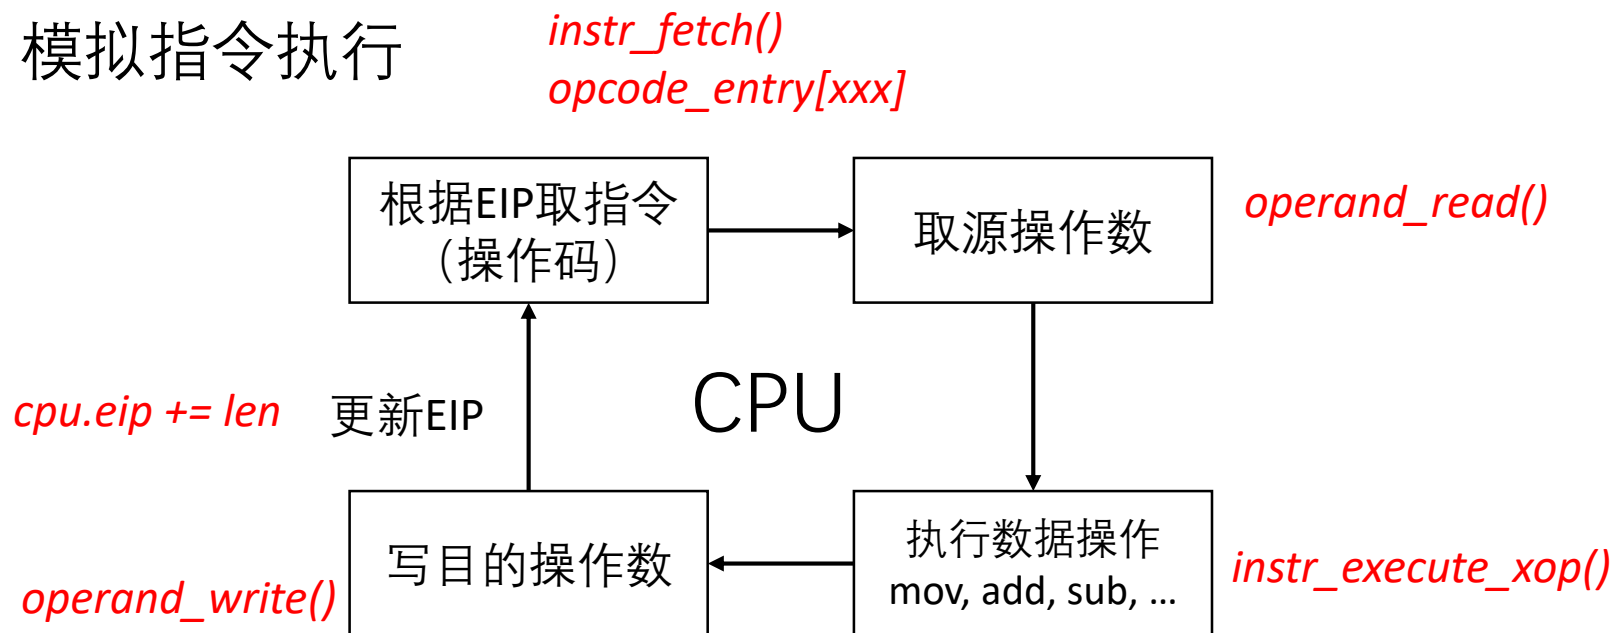 模拟指令执行
instr_fetch()
opcode_entry[xxx]
根据EIP取指令
（操作码）
取源操作数
operand_read()
CPU
cpu.eip += len
更新EIP
写目的操作数
operand_write()
执行数据操作
mov, add, sub, …
instr_execute_xop()